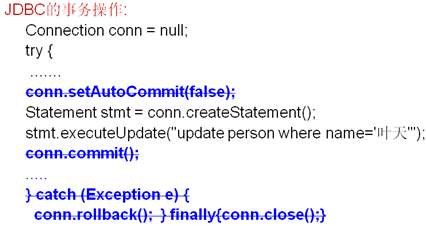 JDBC的事务操作:
Connection conn = null;
try {
.......
conn.setAutoCommit(false);
Statement stmt = conn.createStatement();
stmt.executeUpdate("update person where name='叶天'");
conn.commit();
.....
} catch (Exception e) {
conn.rollback(); } finally{conn.close();}